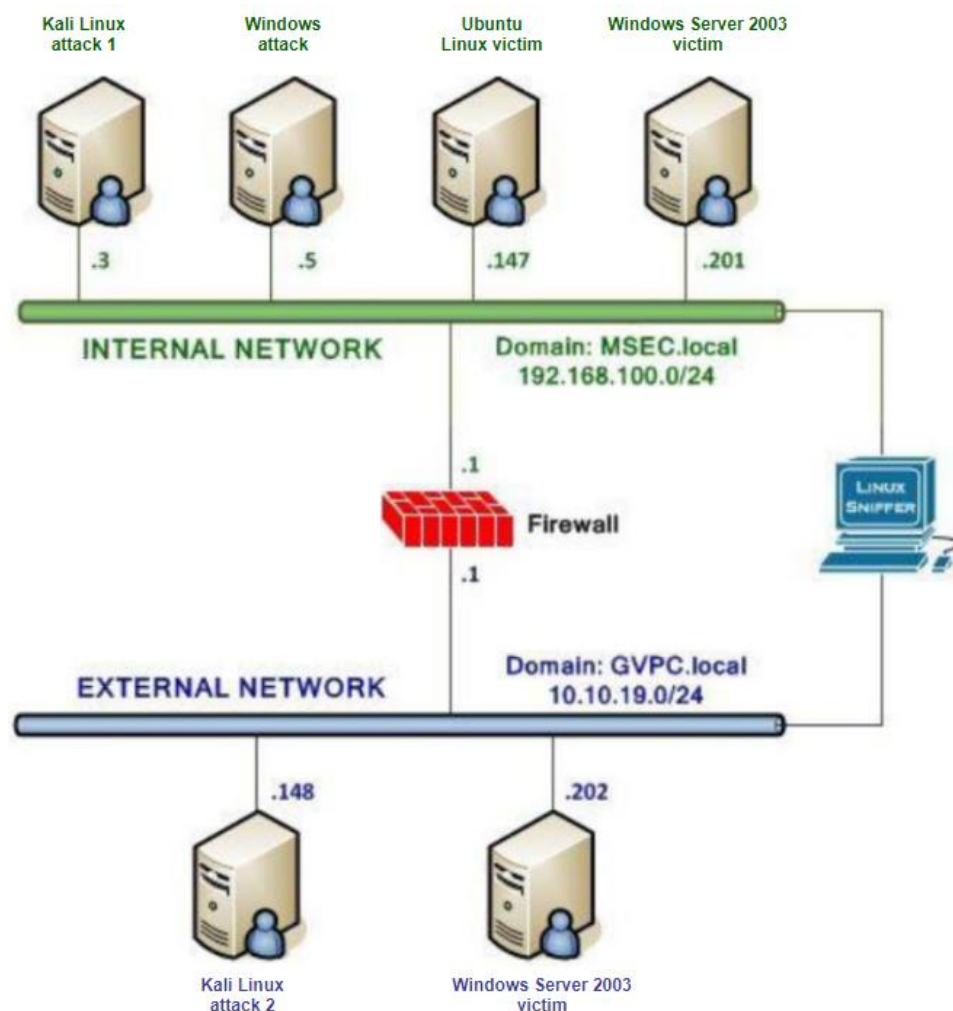 Kali Linux
attack 1
Windows
attack
Ubuntu
Linux victim
Windows Server 2003
victim
.3
.5
.147
.201
INTERNAL NETWORK
Domain: MSEC.local
192.168.100.0/24
.1
Firewall
LINUX
SNIFFER
.1
EXTERNAL NETWORK
Domain: GVPC.local
10.10.19.0/24
.148
.202
Kali Linux
attack 2
Windows Server 2003
victim